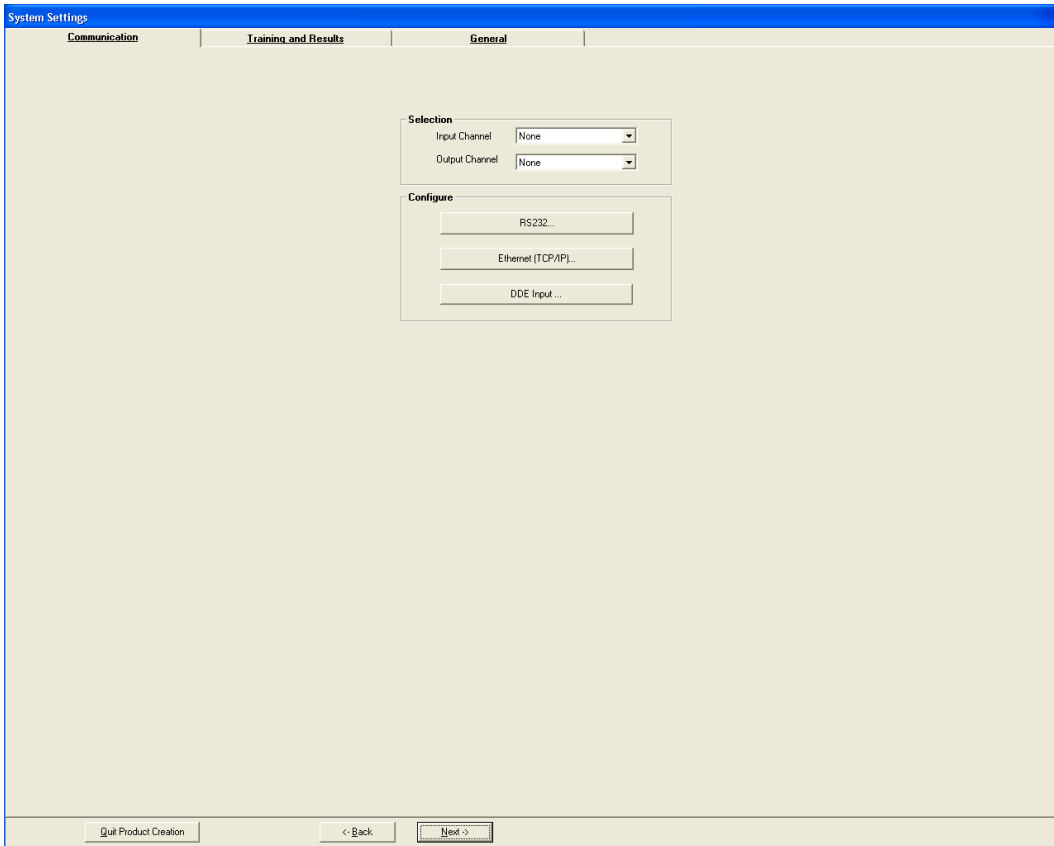 System Settings
Communication Training and Results General
Selection
Input Channel None
Output Channel None
Configure
RS232...
Ethernet (TCP/IP)...
DDE Input ...
Quit Product Creation <- Back Next ->